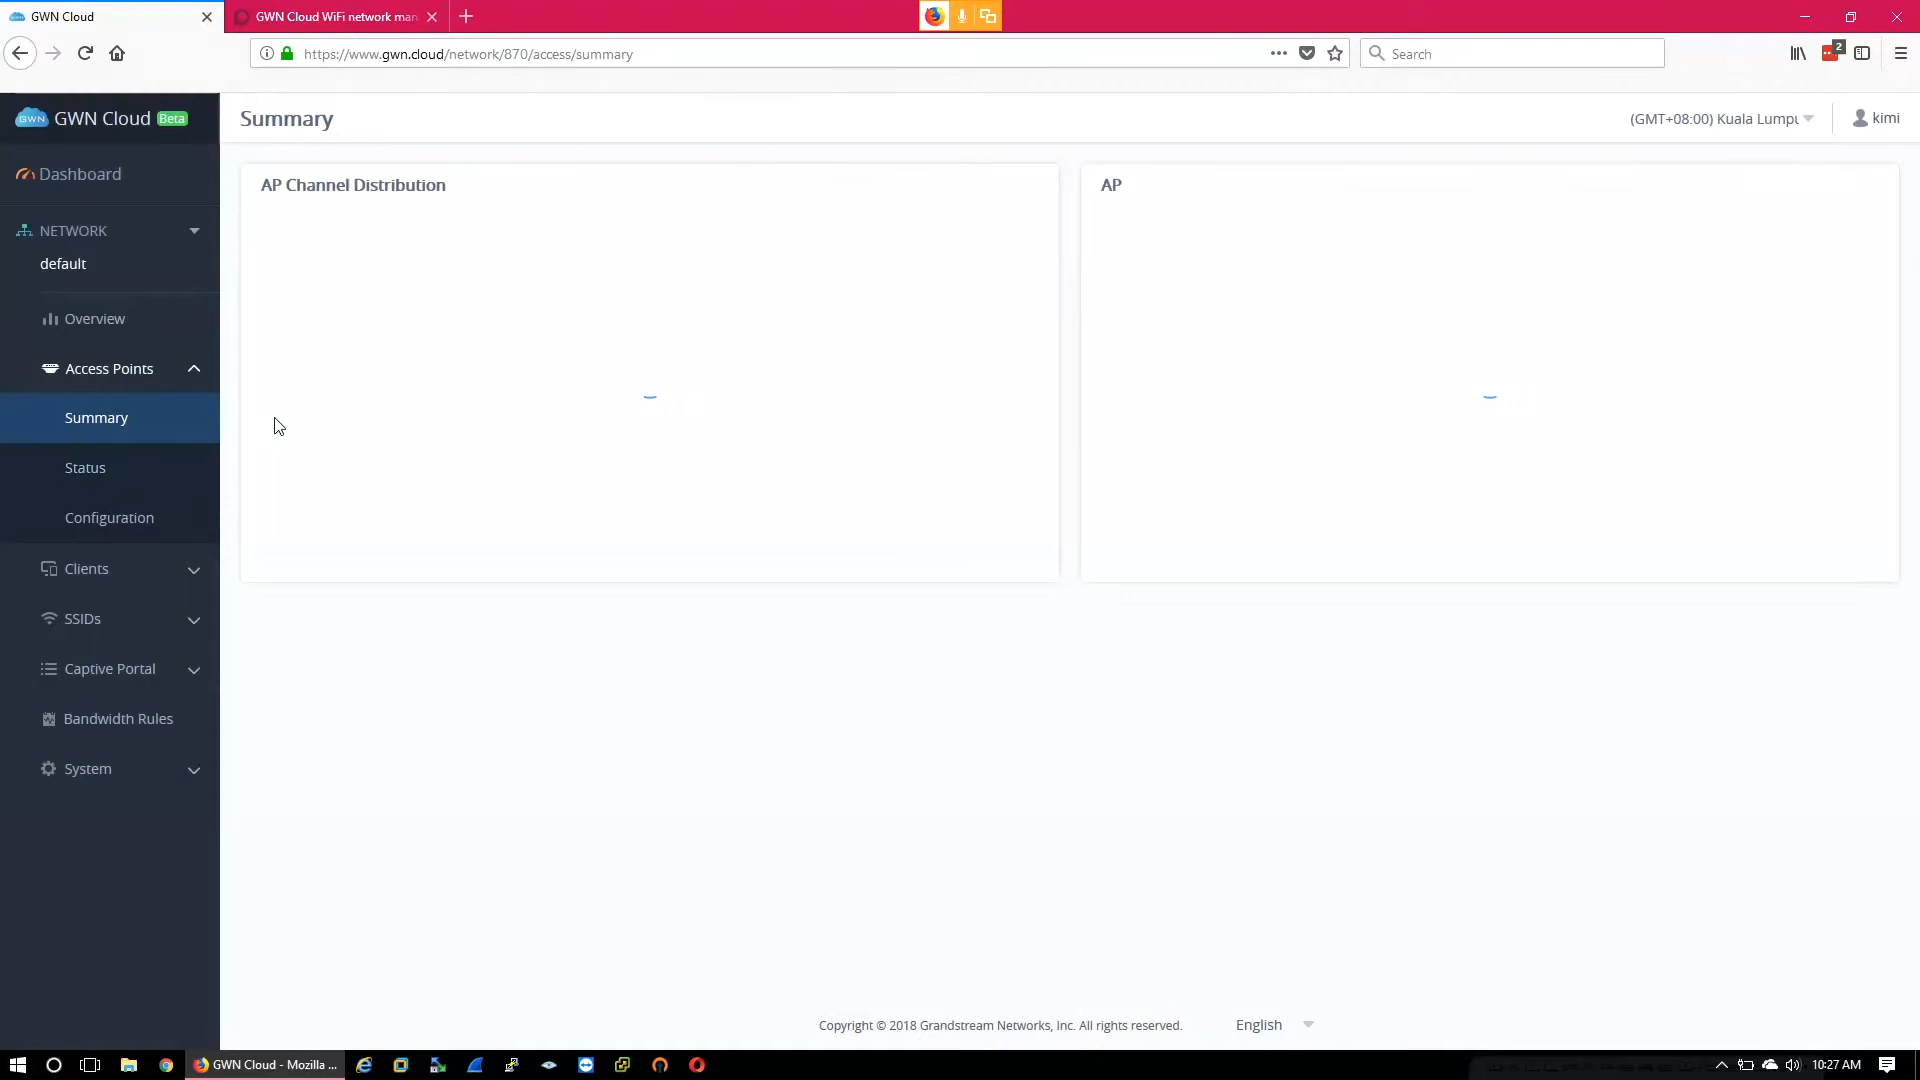 GWN Cloud
GWN Cloud WiFi network man
https://www.gwn.cloud/network/870/access/summary
Search
2
GWN
GWN Cloud Beta
Summary
(GMT+08:00) Kuala Lumpu
kimi
Dashboard
NETWORK
default
Overview
Access Points
Summary
Status
Configuration
Clients
SSIDs
Captive Portal
Bandwidth Rules
System
AP Channel Distribution
AP
Copyright © 2018 Grandstream Networks, Inc. All rights reserved.
English
GWN Cloud - Mozilla ...
10:27 AM